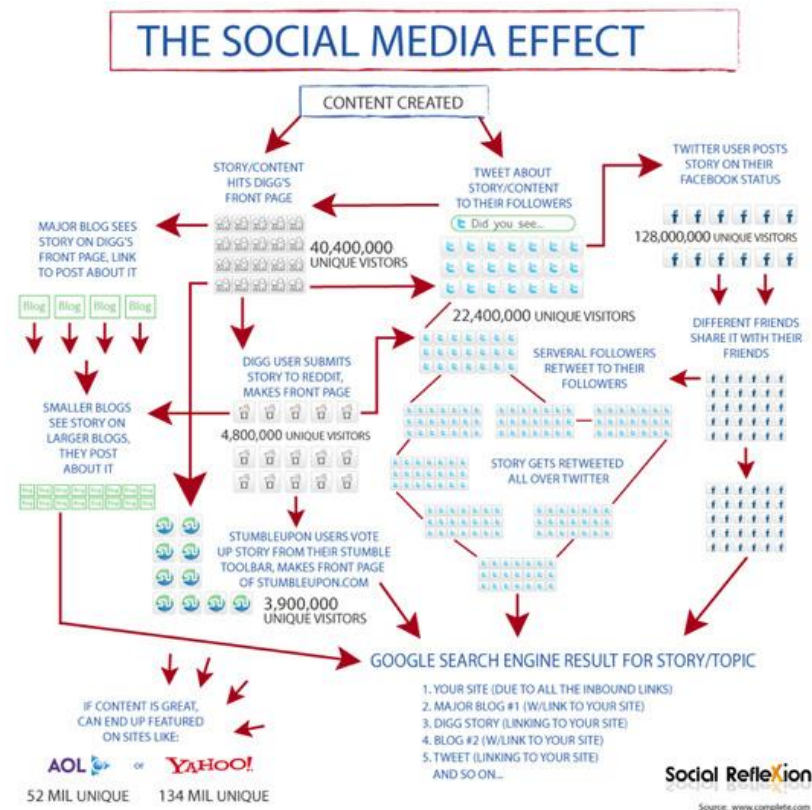 THE SOCIAL MEDIA EFFECT
CONTENT CREATED
STORY/CONTENT
HITS DIGG'S
FRONT PAGE
TWEET ABOUT
STORY/CONTENT
TO THEIR FOLLOWERS
Did you see...
TWITTER USER POSTS
STORY ON THEIR
FACEBOOK STATUS
MAJOR BLOG SEES
STORY ON DIGG'S
FRONT PAGE, LINK
TO POST ABOUT IT
40,400,000
UNIQUE VISTORS
128,000,000 UNIQUE VISITORS
Blog Blog Blog Blog
22,400,000 UNIQUE VISITORS
DIFFERENT FRIENDS
SHARE IT WITH THEIR
FRIENDS
DIGG USER SUBMITS
STORY TO REDDIT,
MAKES FRONT PAGE
SERVERAL FOLLOWERS
RETWEET TO THEIR
FOLLOWERS
SMALLER BLOGS
SEE STORY ON
LARGER BLOGS,
THEY POST
ABOUT IT
4,800,000 UNIQUE VISITORS
STORY GETS RETWEETED
ALL OVER TWITTER
STUMBLEUPON USERS VOTE
UP STORY FROM THEIR STUMBLE
TOOLBAR, MAKES FRONT PAGE
OF STUMBLEUPON.COM
3,900,000
UNIQUE VISITORS
GOOGLE SEARCH ENGINE RESULT FOR STORY/TOPIC
1. YOUR SITE (DUE TO ALL THE INBOUND LINKS)
2. MAJOR BLOG #1 (W/LINK TO YOUR SITE)
3. DIGG STORY (LINKING TO YOUR SITE)
4. BLOG #2 (W/LINK TO YOUR SITE)
5. TWEET (LINKING TO YOUR SITE)
AND SO ON...
IF CONTENT IS GREAT,
CAN END UP FEATURED
ON SITES LIKE:
AOL or YAHOO!
52 MIL UNIQUE 134 MIL UNIQUE
Social RefleXion
Source: www.complete.com